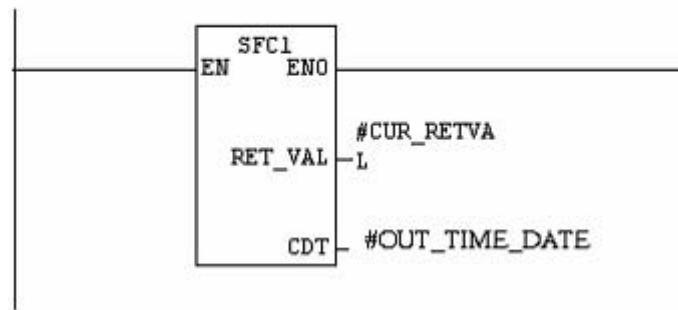 SFC1
EN ENO
#CUR_RETVA
RET_VAL L
CDT #OUT_TIME_DATE